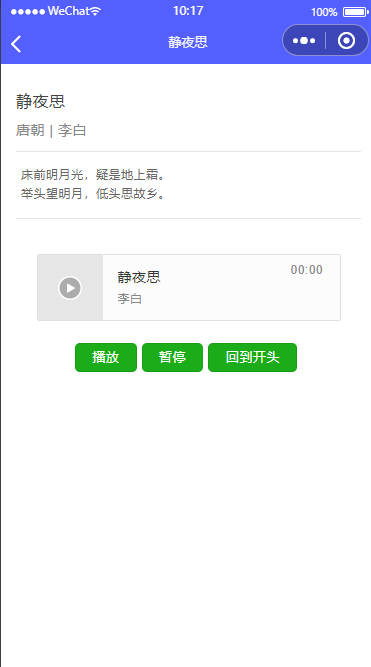 WeChat
10:17
100%
静夜思
静夜思
唐朝 | 李白
床前明月光，疑是地上霜。
举头望明月，低头思故乡。
静夜思
00:00
李白
播放
暂停
回到开头